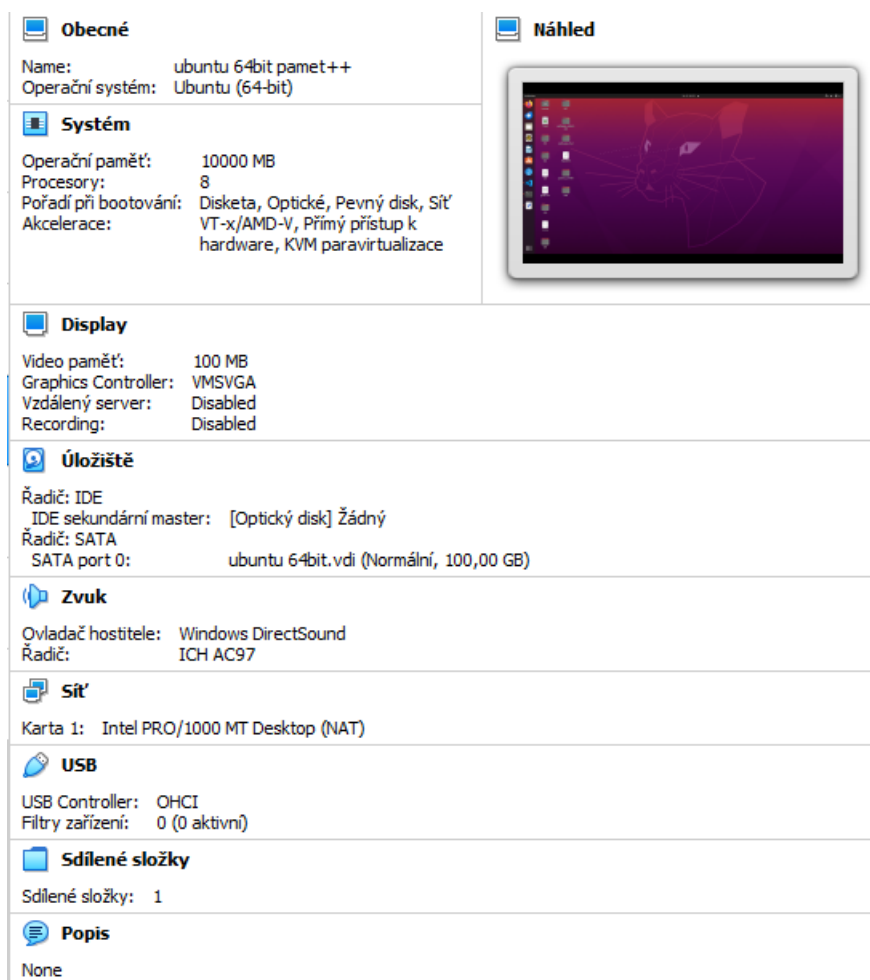 Obecné
Name: ubuntu 64bit pamet++
Operační systém: Ubuntu (64-bit)
Náhled
Systém
Operační paměť: 10000 MB
Procesory: 8
Pořadí při bootování: Disketa, Optické, Pevný disk, Síť
Akcelerace: VT-x/AMD-V, Přímý přístup k
hardware, KVM paravirtualizace
Display
Video paměť: 100 MB
Graphics Controller: VMSVGA
Vzdálený server: Disabled
Recording: Disabled
Úložiště
Řadič: IDE
IDE sekundární master: [Optický disk] Žádný
Řadič: SATA
SATA port 0: ubuntu 64bit.vdi (Normální, 100,00 GB)
Zvuk
Ovladač hostitele: Windows DirectSound
Řadič: ICH AC97
Síť
Karta 1: Intel PRO/1000 MT Desktop (NAT)
USB
USB Controller: OHCI
Filtry zařízení: 0 (0 aktivní)
Sdílené složky
Sdílené složky: 1
Popis
None